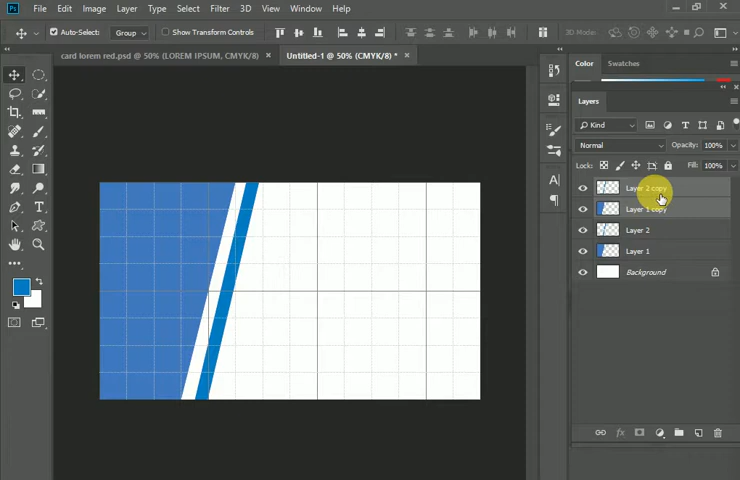 Ps File Edit Image Layer Type Select Filter 3D View Window Help
Auto-Select: Group Show Transform Controls 3D Mode:
card lorem red.psd @ 50% (LOREM IPSUM, CMYK/8) × Untitled-1 @ 50% (CMYK/8) * ×
Color Swatches
Layers
Kind
Normal Opacity: 100%
Lock: Fill: 100%
Layer 2 copy
Layer 1 copy
Layer 2
Layer 1
Background